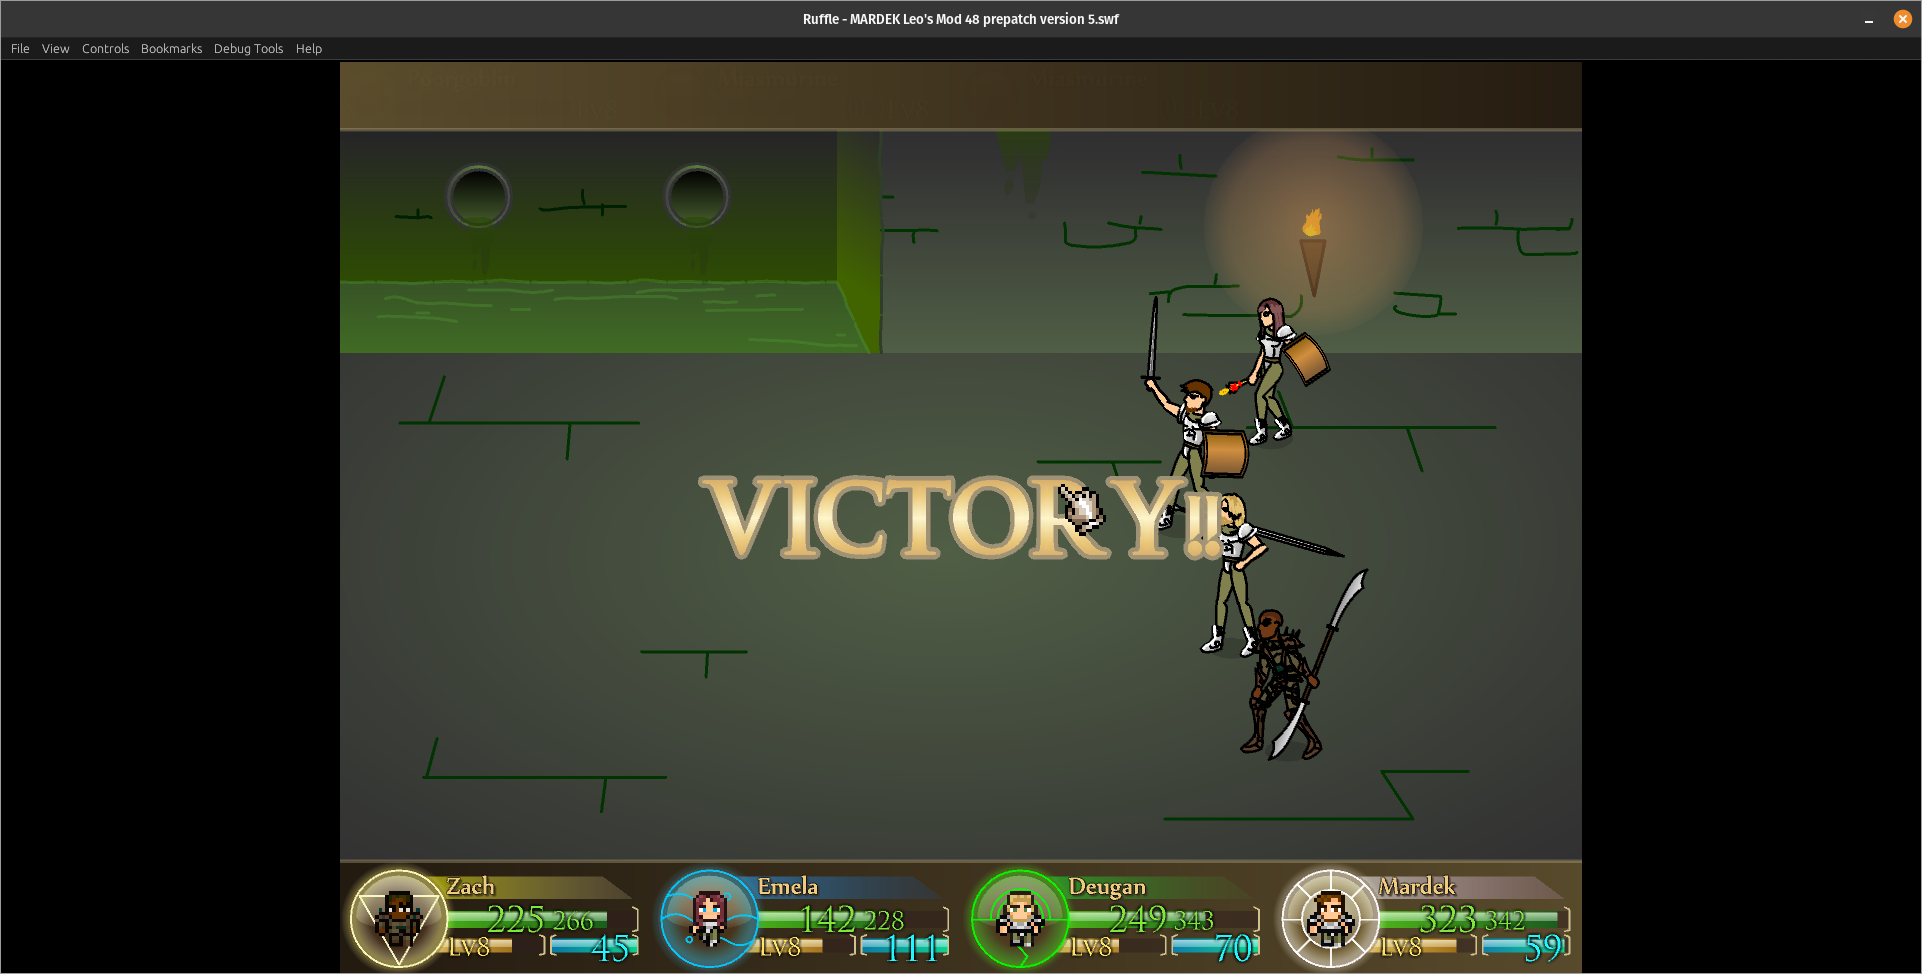 Ruffle - MARDEK Leo's Mod 48 prepatch version 5.swf
File View Controls Bookmarks Debug Tools Help
VICTORY!!
Zach Emela Deugan Mardek
225 266 142 228 249 343 323 342
Lv8 45 Lv8 111 Lv8 70 Lv8 59